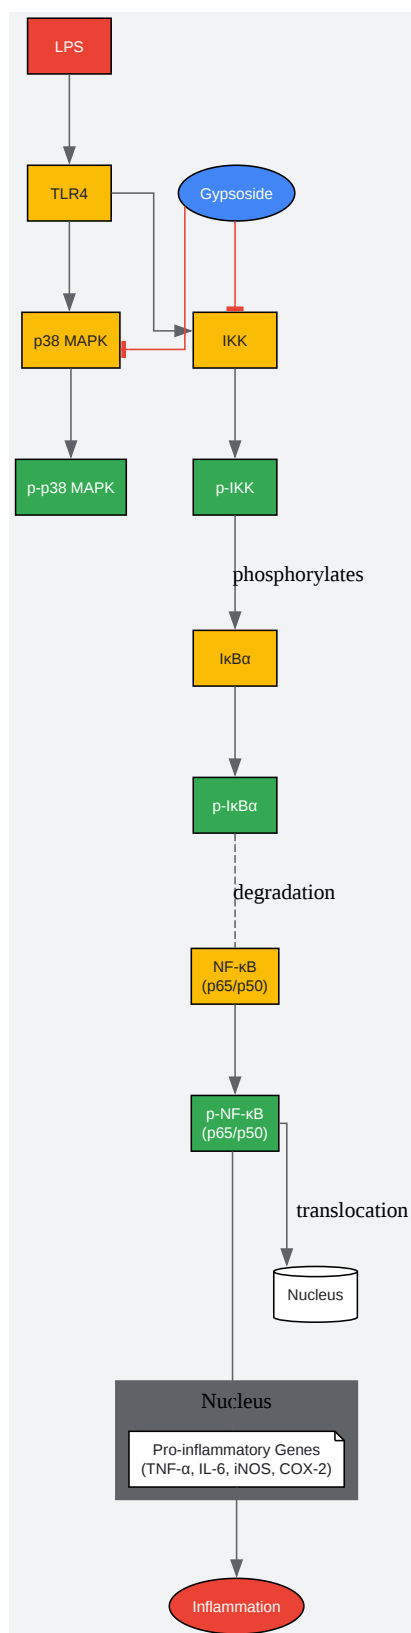 LPS
TLR4
Gypsoside
p38 MAPK
IKK
p-p38 MAPK
p-IKK
phosphorylates
IκBα
p-IκBα
degradation
NF-κB
(p65/p50)
p-NF-κB
(p65/p50)
translocation
Nucleus
Nucleus
Pro-inflammatory Genes
(TNF-α, IL-6, iNOS, COX-2)
Inflammation